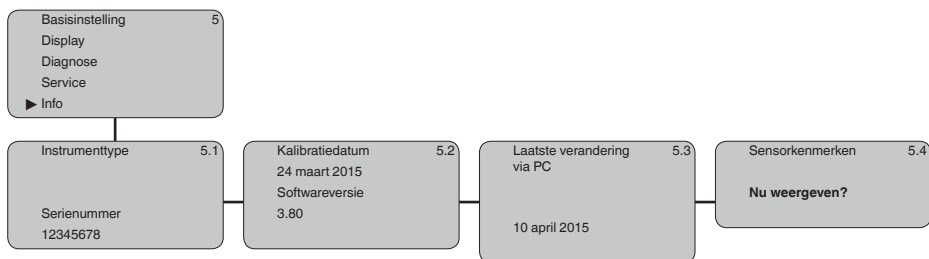 Basisinstelling 5
Display
Diagnose
Service
▶ Info
Instrumenttype 5.1
Serienummer
12345678
Kalibratiedatum 5.2
24 maart 2015
Softwareversie
3.80
Laatste verandering 5.3
via PC
10 april 2015
Sensorkenmerken 5.4
Nu weergeven?